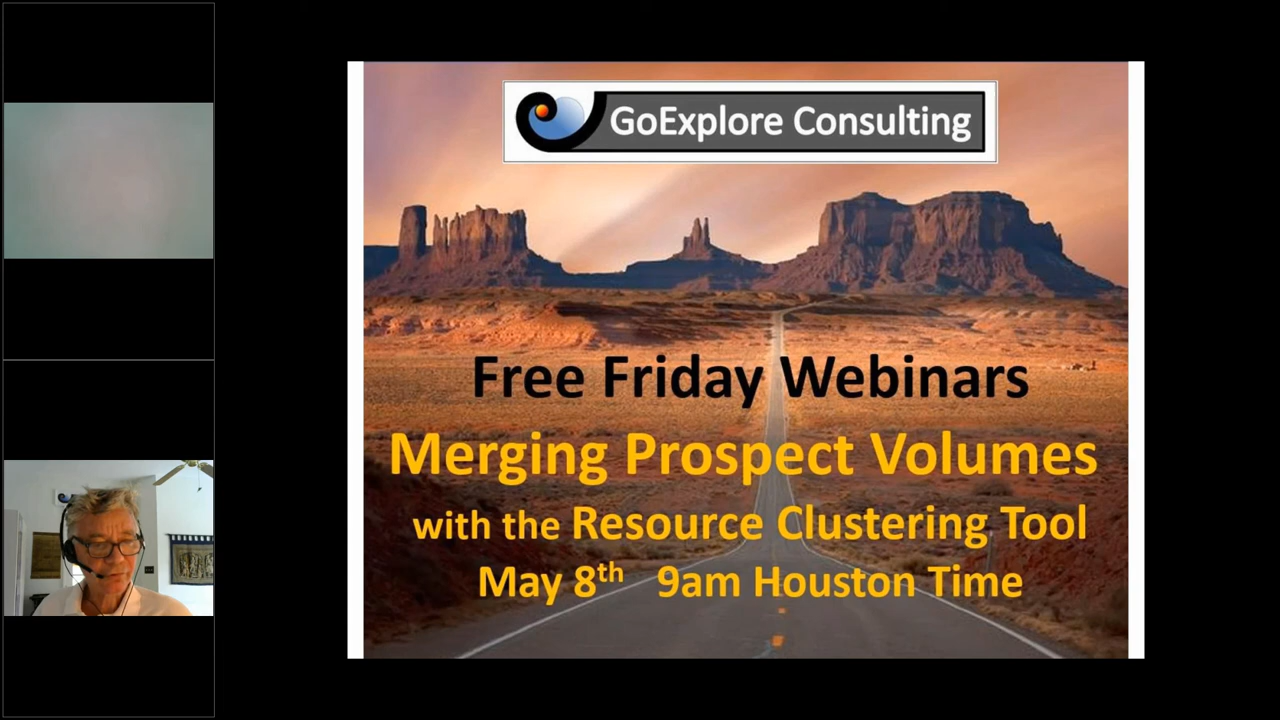 GoExplore Consulting
Free Friday Webinars
Merging Prospect Volumes
with the Resource Clustering Tool
May 8th 9am Houston Time